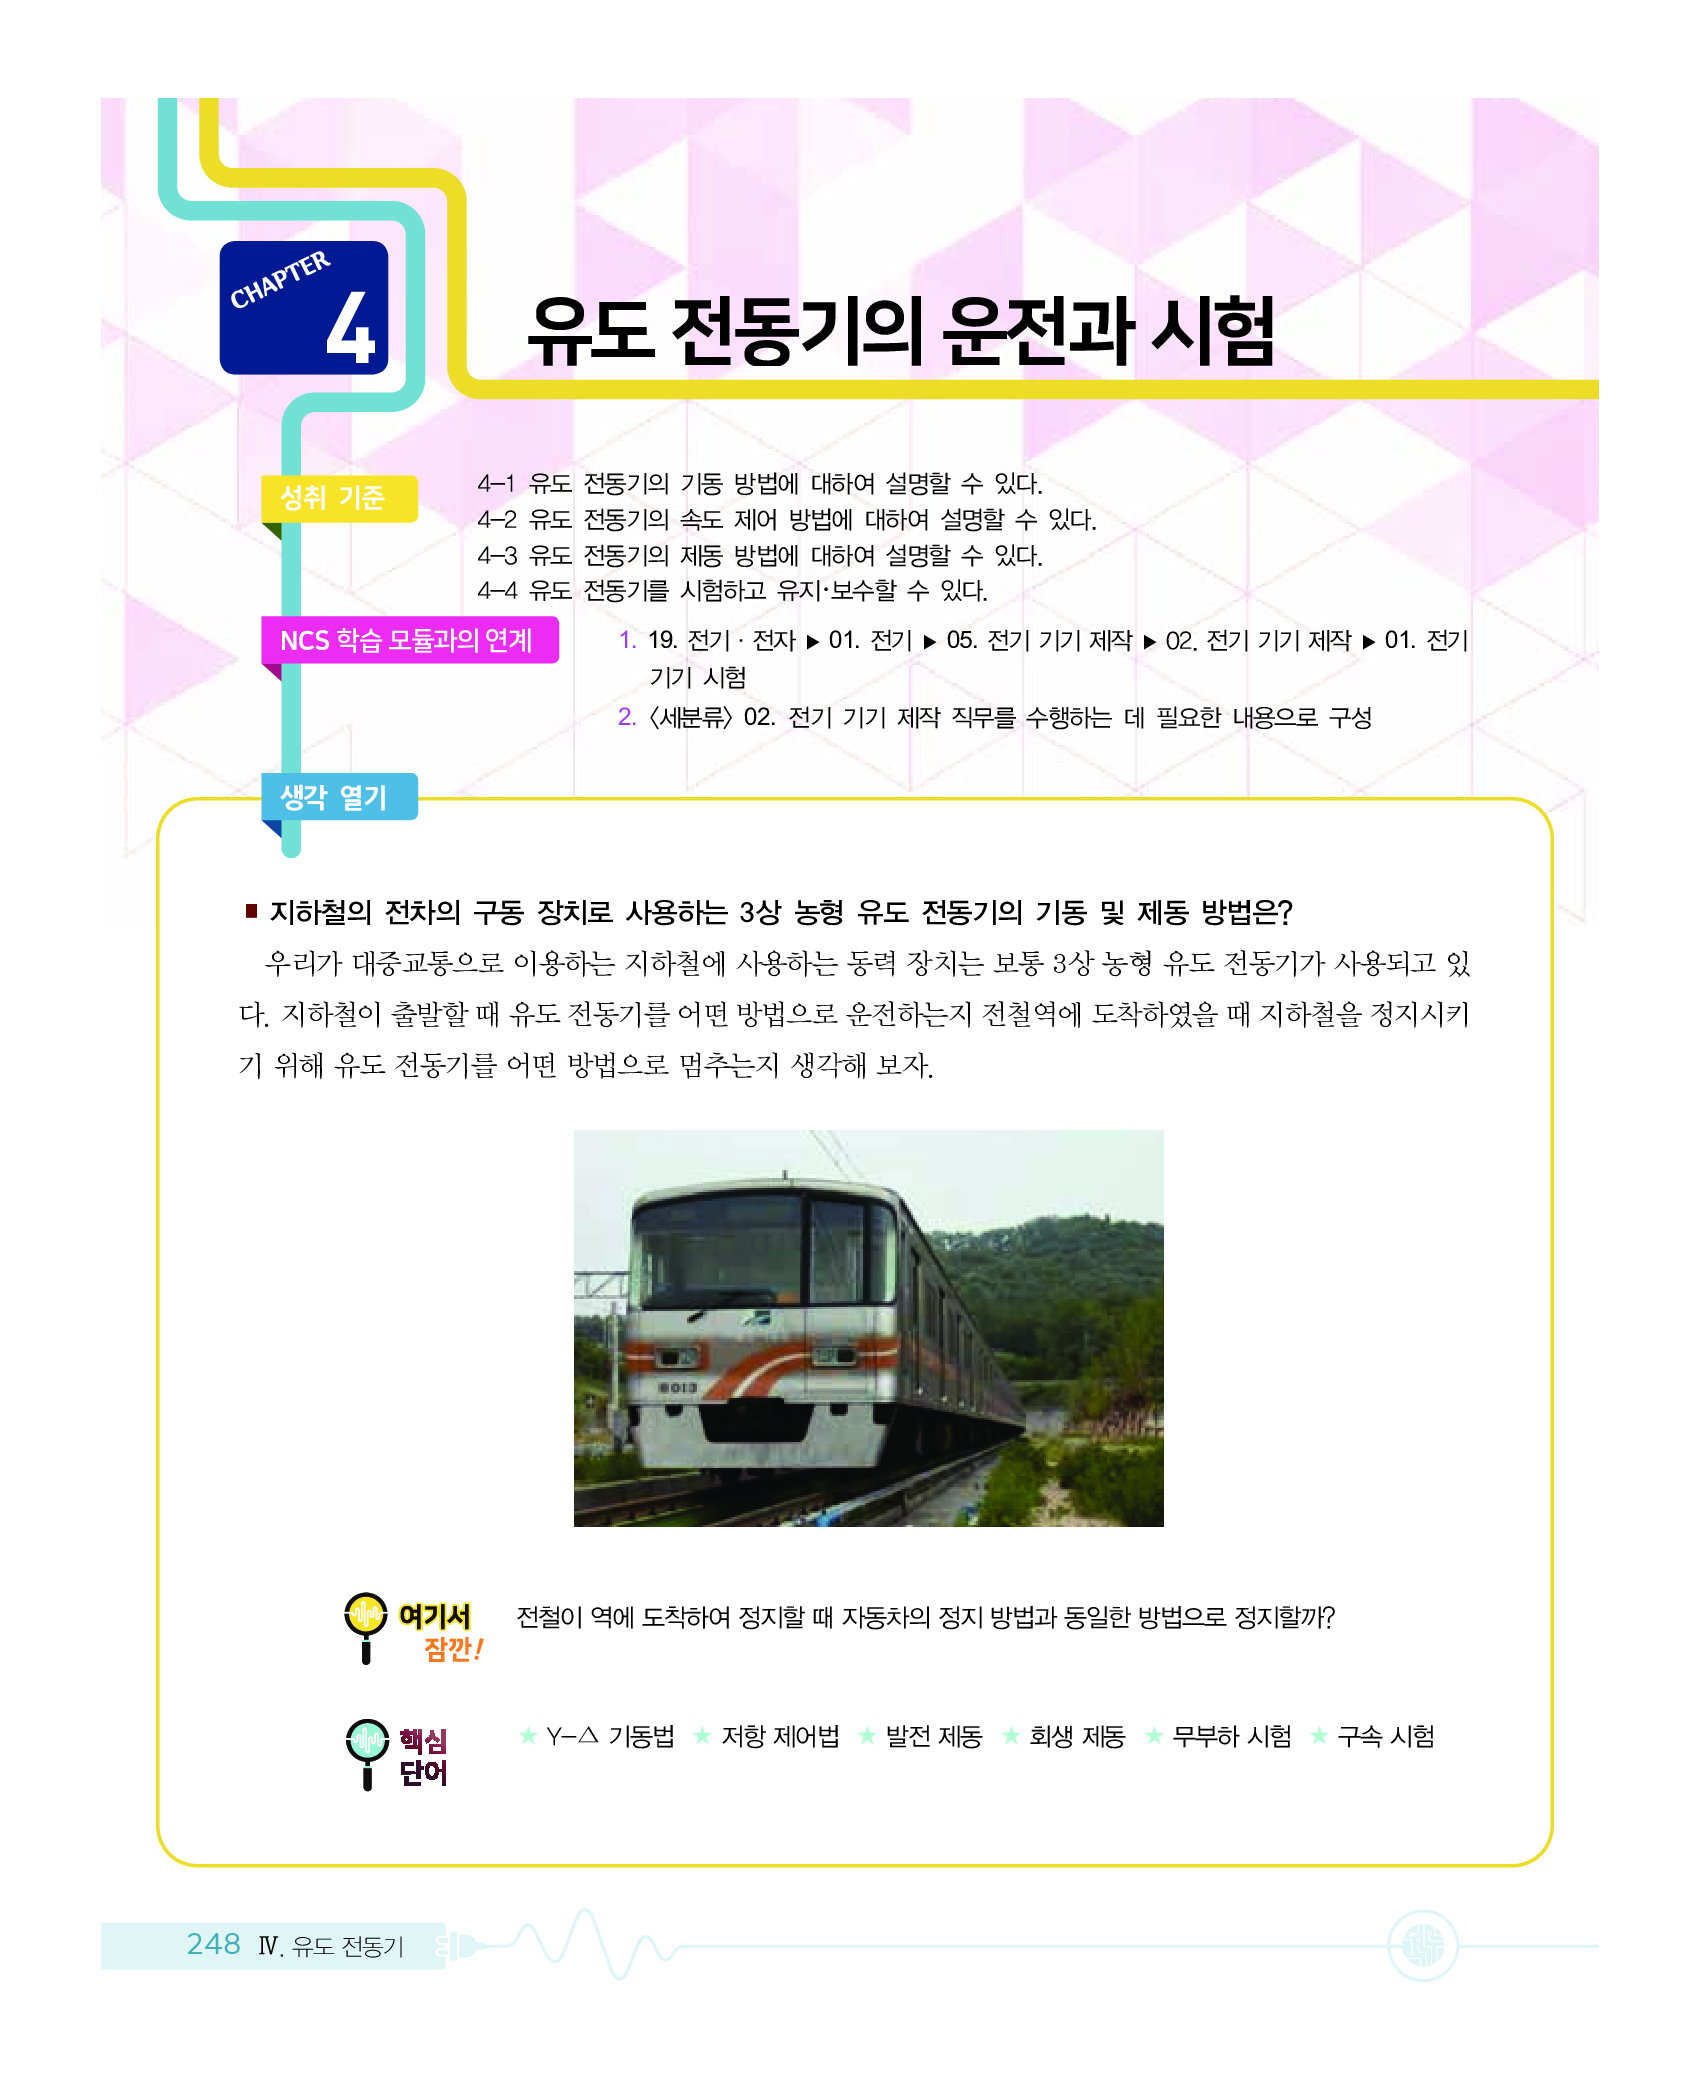 CHAPTER
4
유도 전동기의 운전과 시험
성취 기준
4-1 유도 전동기의 기동 방법에 대하여 설명할 수 있다.
4-2 유도 전동기의 속도 제어 방법에 대하여 설명할 수 있다.
4-3 유도 전동기의 제동 방법에 대하여 설명할 수 있다.
4-4 유도 전동기를 시험하고 유지·보수할 수 있다.
NCS 학습 모듈과의 연계
1. 19. 전기 · 전자 ▶ 01. 전기 ▶ 05. 전기 기기 제작 ▶ 02. 전기 기기 제작 ▶ 01. 전기
기기 시험
2. 〈세분류〉 02. 전기 기기 제작 직무를 수행하는 데 필요한 내용으로 구성
생각 열기
■ 지하철의 전차의 구동 장치로 사용하는 3상 농형 유도 전동기의 기동 및 제동 방법은?
우리가 대중교통으로 이용하는 지하철에 사용하는 동력 장치는 보통 3상 농형 유도 전동기가 사용되고 있
다. 지하철이 출발할 때 유도 전동기를 어떤 방법으로 운전하는지 전철역에 도착하였을 때 지하철을 정지시키
기 위해 유도 전동기를 어떤 방법으로 멈추는지 생각해 보자.
8013
여기서
잠깐!
전철이 역에 도착하여 정지할 때 자동차의 정지 방법과 동일한 방법으로 정지할까?
핵심
단어
★ Y-△ 기동법 ★ 저항 제어법 ★ 발전 제동 ★ 회생 제동 ★ 무부하 시험 ★ 구속 시험
248 Ⅳ. 유도 전동기